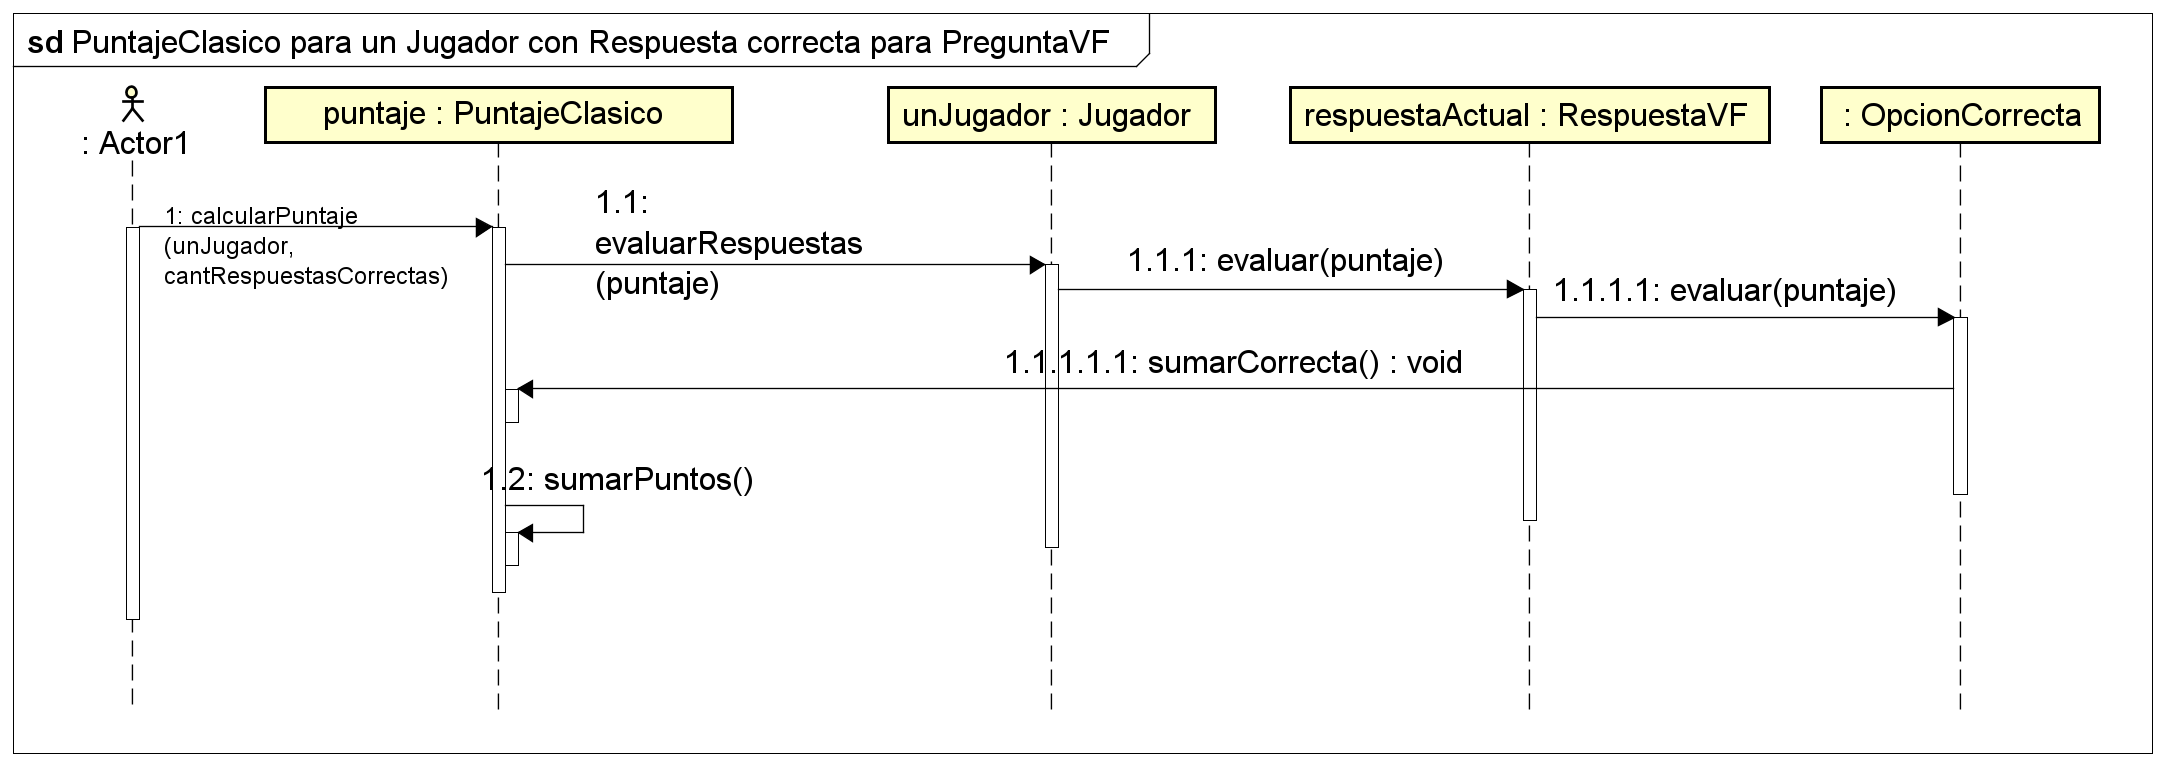 sd PuntajeClasico para un Jugador con Respuesta correcta para PreguntaVF
: Actor1
puntaje : PuntajeClasico
unJugador : Jugador
respuestaActual : RespuestaVF
: OpcionCorrecta
1: calcularPuntaje
(unJugador,
cantRespuestasCorrectas)
1.1:
evaluarRespuestas
(puntaje)
1.1.1: evaluar(puntaje)
1.1.1.1: evaluar(puntaje)
1.1.1.1.1: sumarCorrecta() : void
1.2: sumarPuntos()